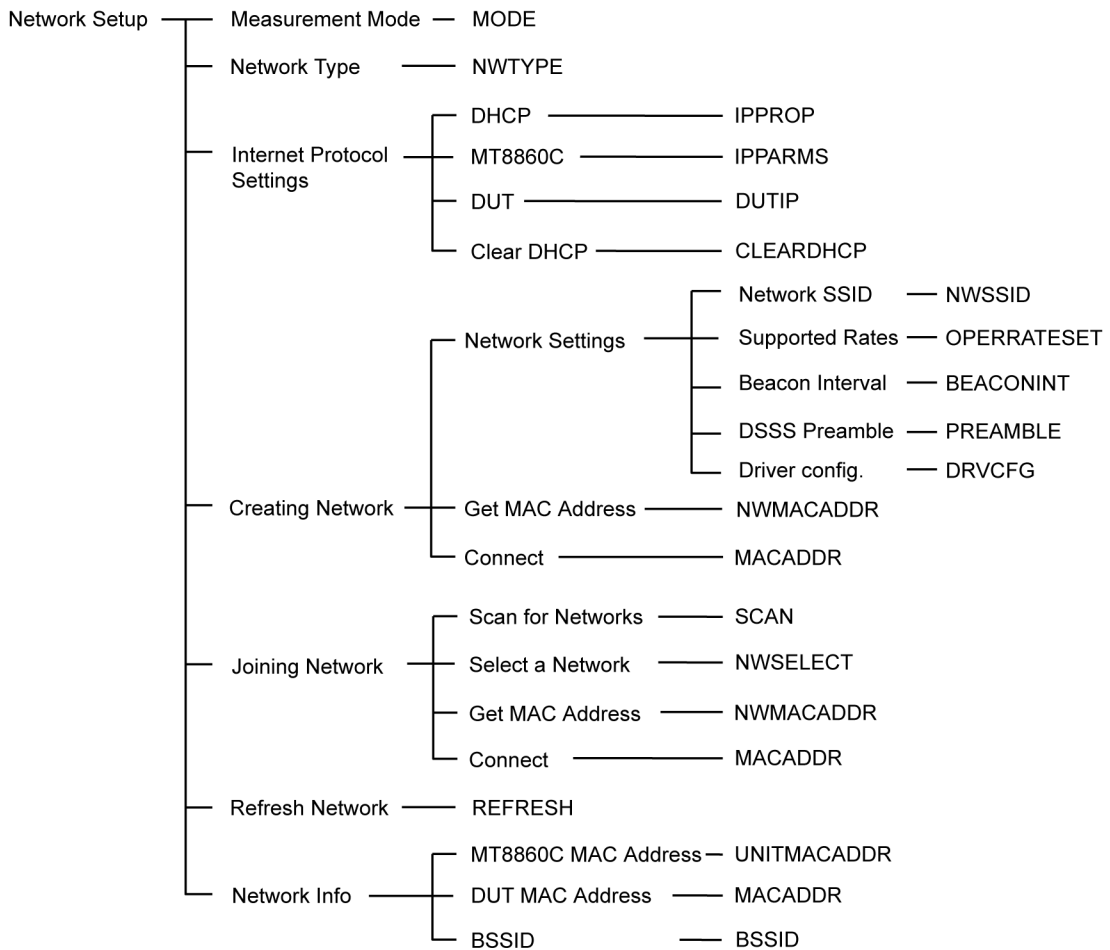 Network Setup
Measurement Mode
MODE
Network Type
NWTYPE
Internet Protocol
Settings
DHCP
IPPROP
MT8860C
IPPARMS
DUT
DUTIP
Clear DHCP
CLEARDHCP
Creating Network
Network Settings
Network SSID
NWSSID
Supported Rates
OPERRATESET
Beacon Interval
BEACONINT
DSSS Preamble
PREAMBLE
Driver config.
DRVCFG
Get MAC Address
NWMACADDR
Connect
MACADDR
Joining Network
Scan for Networks
SCAN
Select a Network
NWSELECT
Get MAC Address
NWMACADDR
Connect
MACADDR
Refresh Network
REFRESH
Network Info
MT8860C MAC Address
UNITMACADDR
DUT MAC Address
MACADDR
BSSID
BSSID